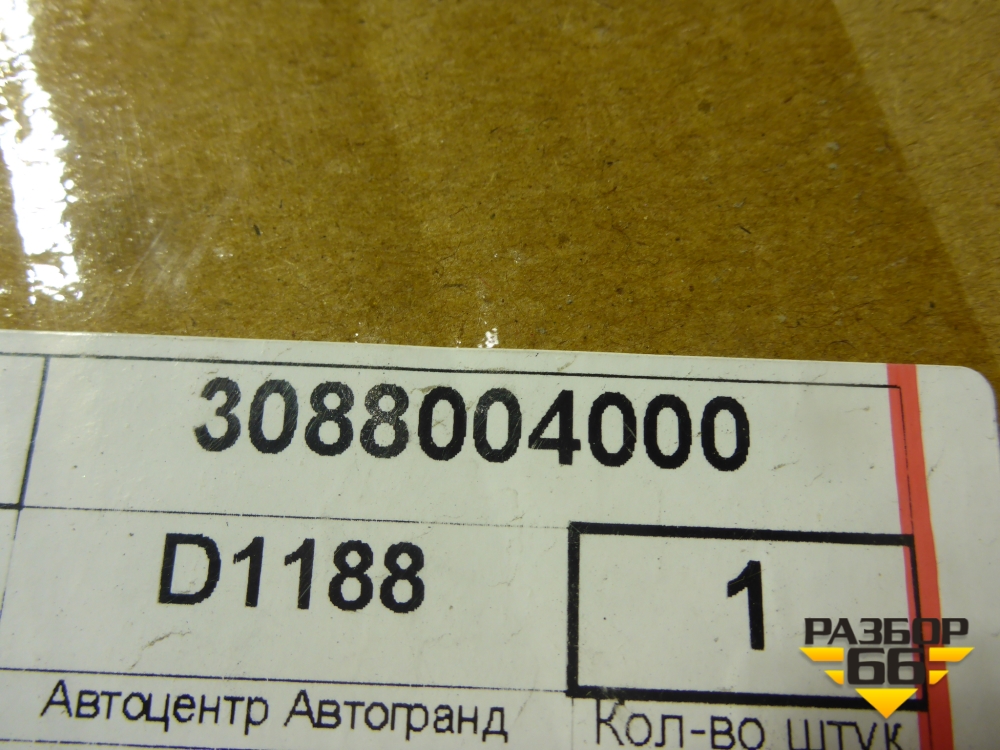 3088004000
D1188
1
Автоцентр Автогранд
Кол-во штук
РАЗБОР
66